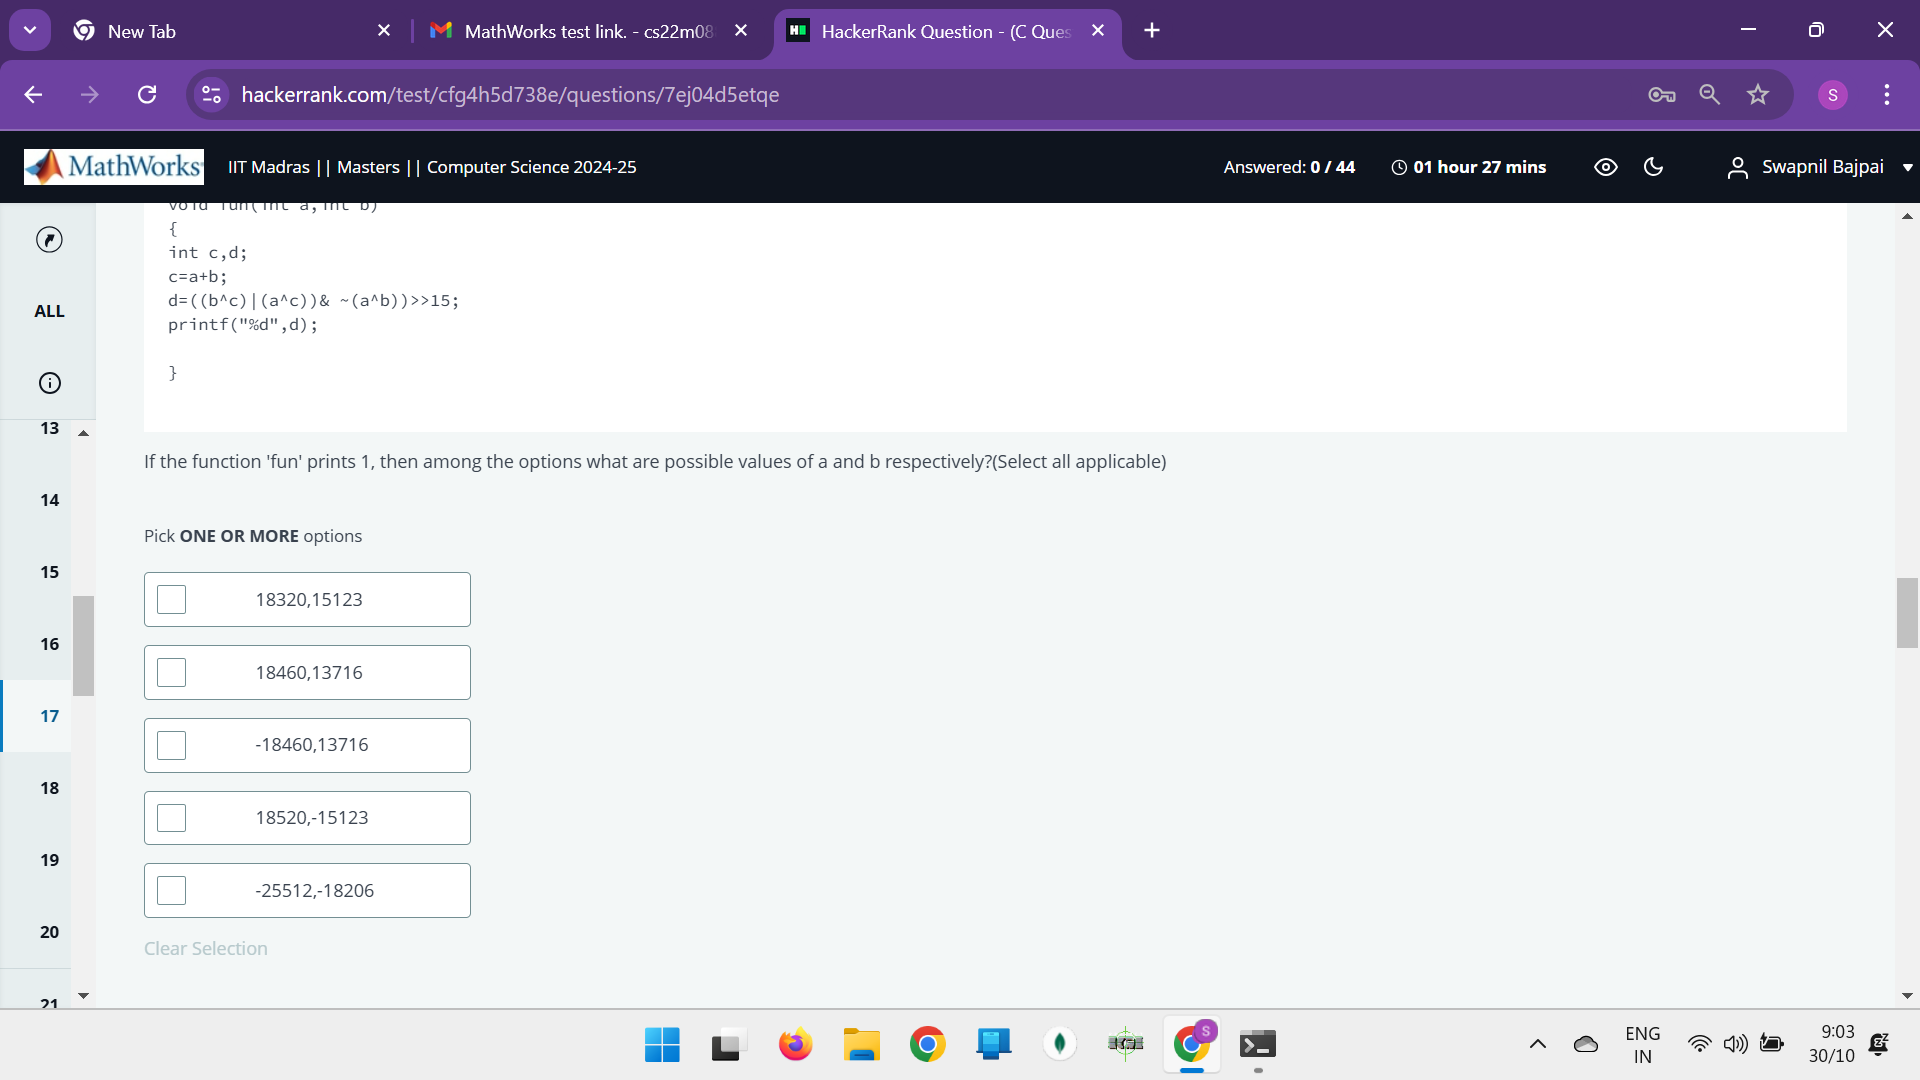 New Tab
MathWorks test link. - cs22m08
HackerRank Question - (C Ques
hackerrank.com/test/cfg4h5d738e/questions/7ej04d5etqe
S
MathWorks
IIT Madras || Masters || Computer Science 2024-25
Answered: 0 / 44
01 hour 27 mins
Swapnil Bajpai
ALL
13
14
15
16
17
18
19
20
21
void fun(int a,int b)
{
int c,d;
c=a+b;
d=((b^c)|(a^c))& ~(a^b))>>15;
printf("%d",d);
}
If the function 'fun' prints 1, then among the options what are possible values of a and b respectively?(Select all applicable)
Pick ONE OR MORE options
18320,15123
18460,13716
-18460,13716
18520,-15123
-25512,-18206
Clear Selection
S
ENG
IN
9:03
30/10